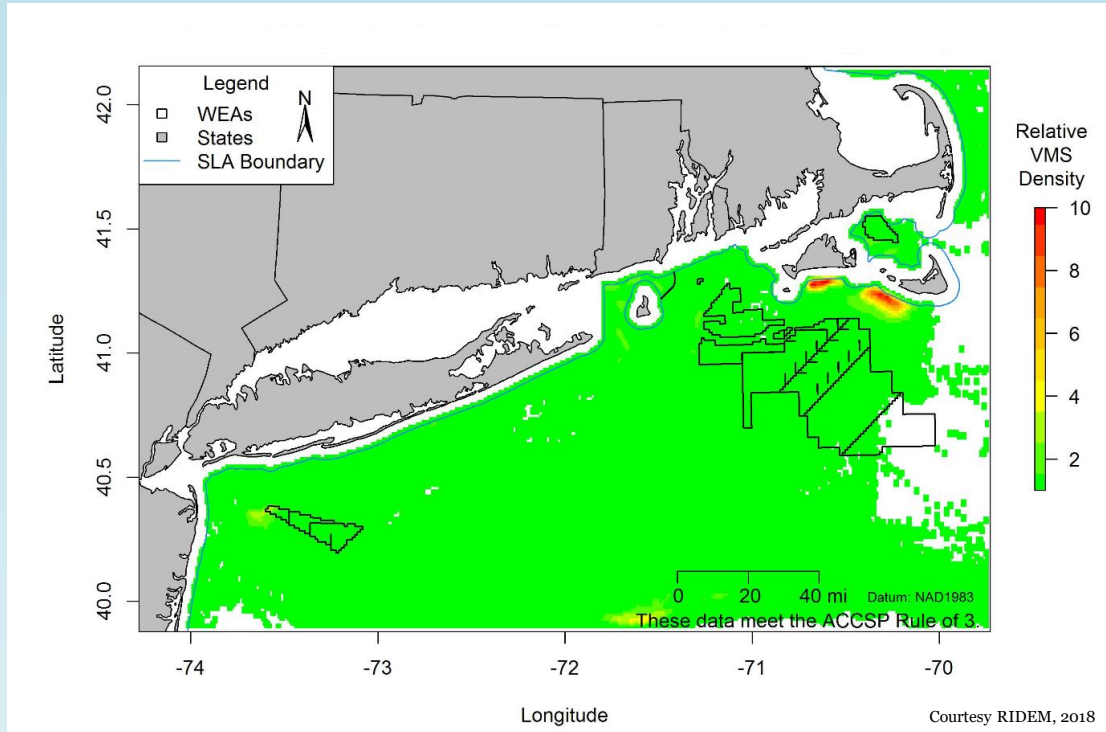 Legend
WEAs
States
SLA Boundary
N
42.0
41.5
41.0
40.5
40.0
Latitude
Relative
VMS
Density
10
8
6
4
2
0 20 40 mi
Datum: NAD1983
These data meet the ACCSP Rule of 3.
-74 -73 -72 -71 -70
Longitude
Courtesy RIDEM, 2018